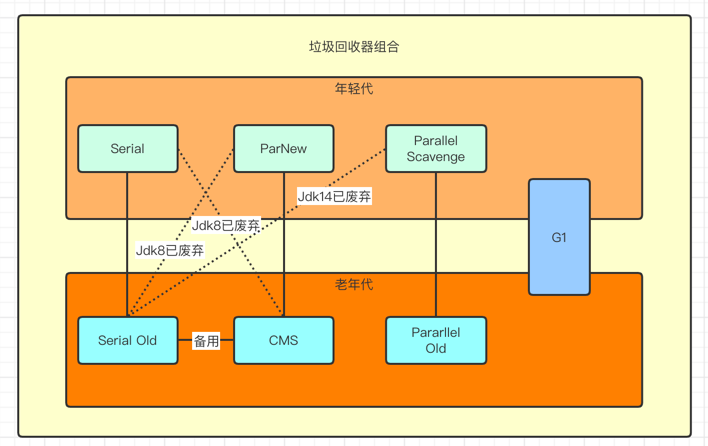 垃圾回收器组合
年轻代
Serial
ParNew
Parallel
Scavenge
Jdk14已废弃
Jdk8已废弃
Jdk8已废弃
G1
老年代
Serial Old
备用
CMS
Pararllel
Old